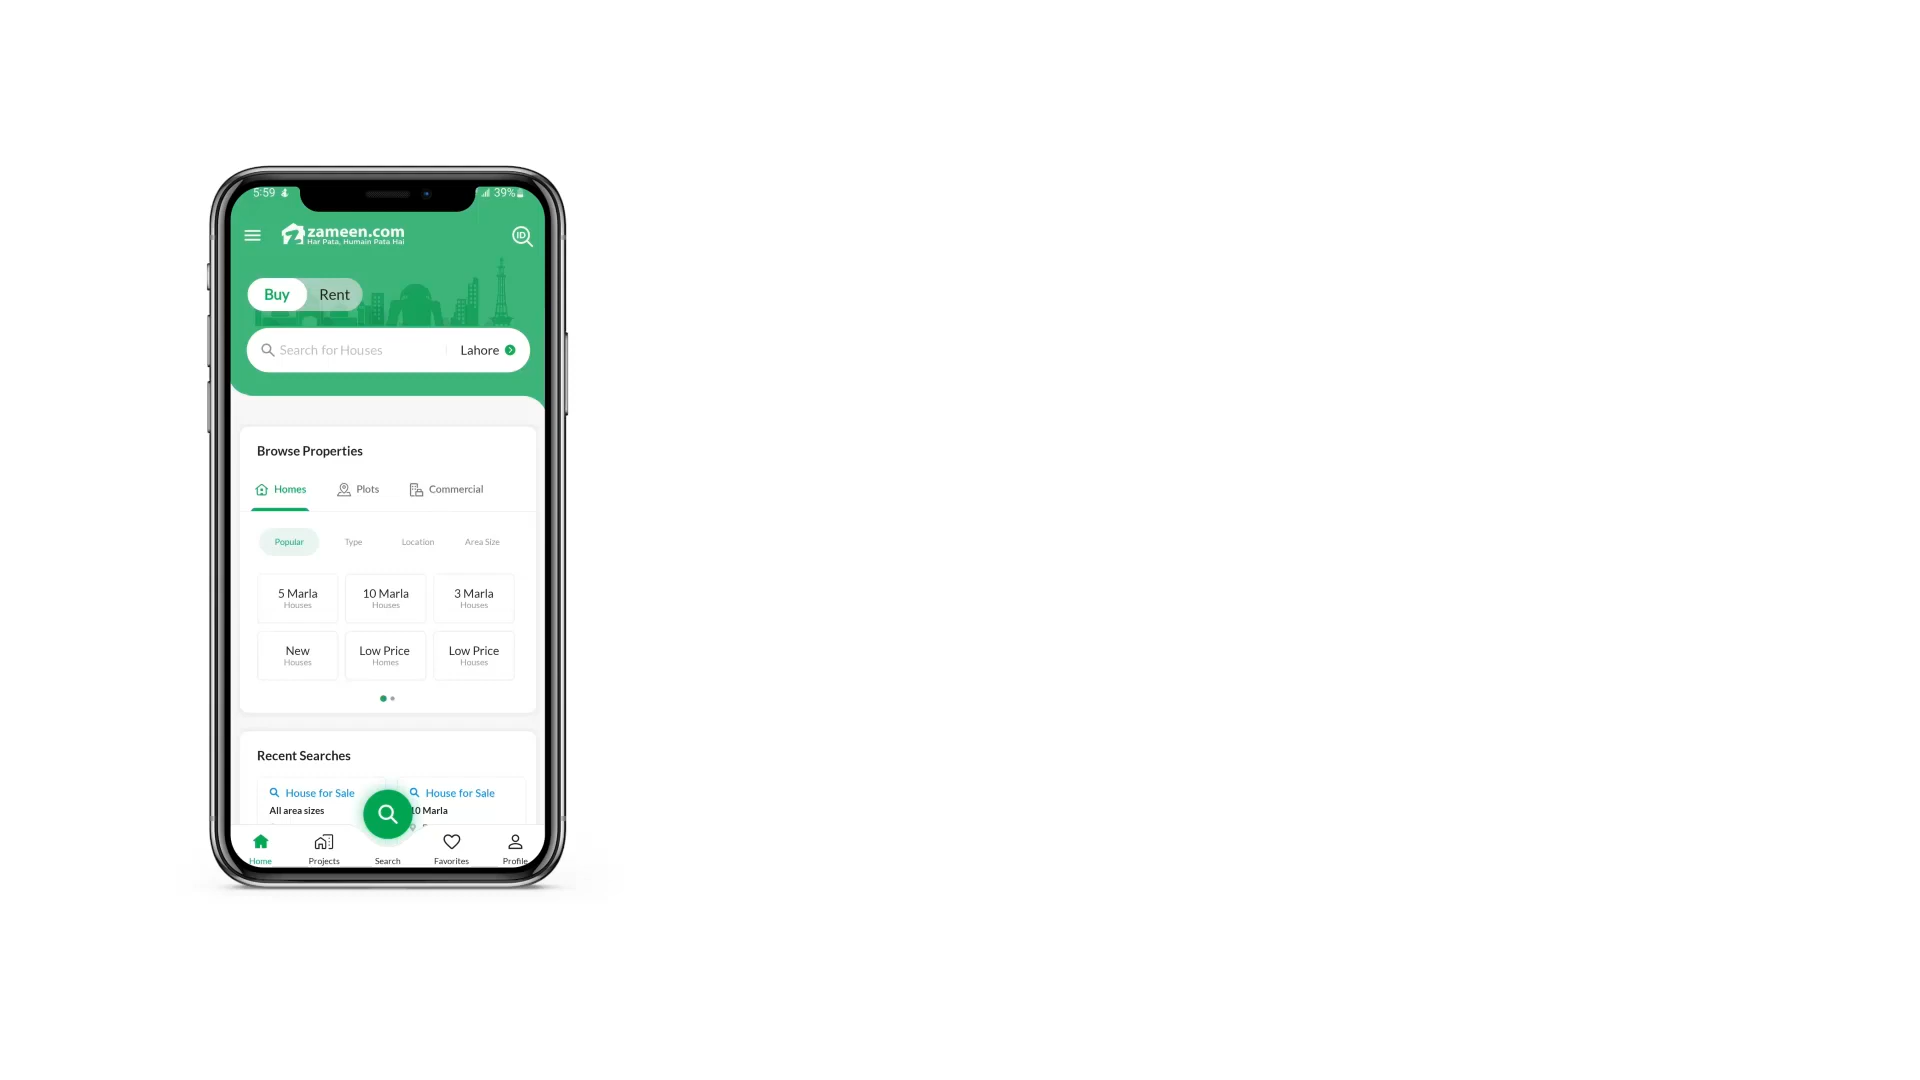 5:59
39%
zameen.com
Har Pata, Humain Pata Hai
ID
Buy Rent
Search for Houses Lahore
Browse Properties
Homes Plots Commercial
Popular Type Location Area Size
5 Marla 10 Marla 3 Marla
Houses Houses Houses
New Low Price Low Price
Houses Homes Houses
Recent Searches
House for Sale House for Sale
All area sizes 10 Marla
Home Projects Search Favorites Profile